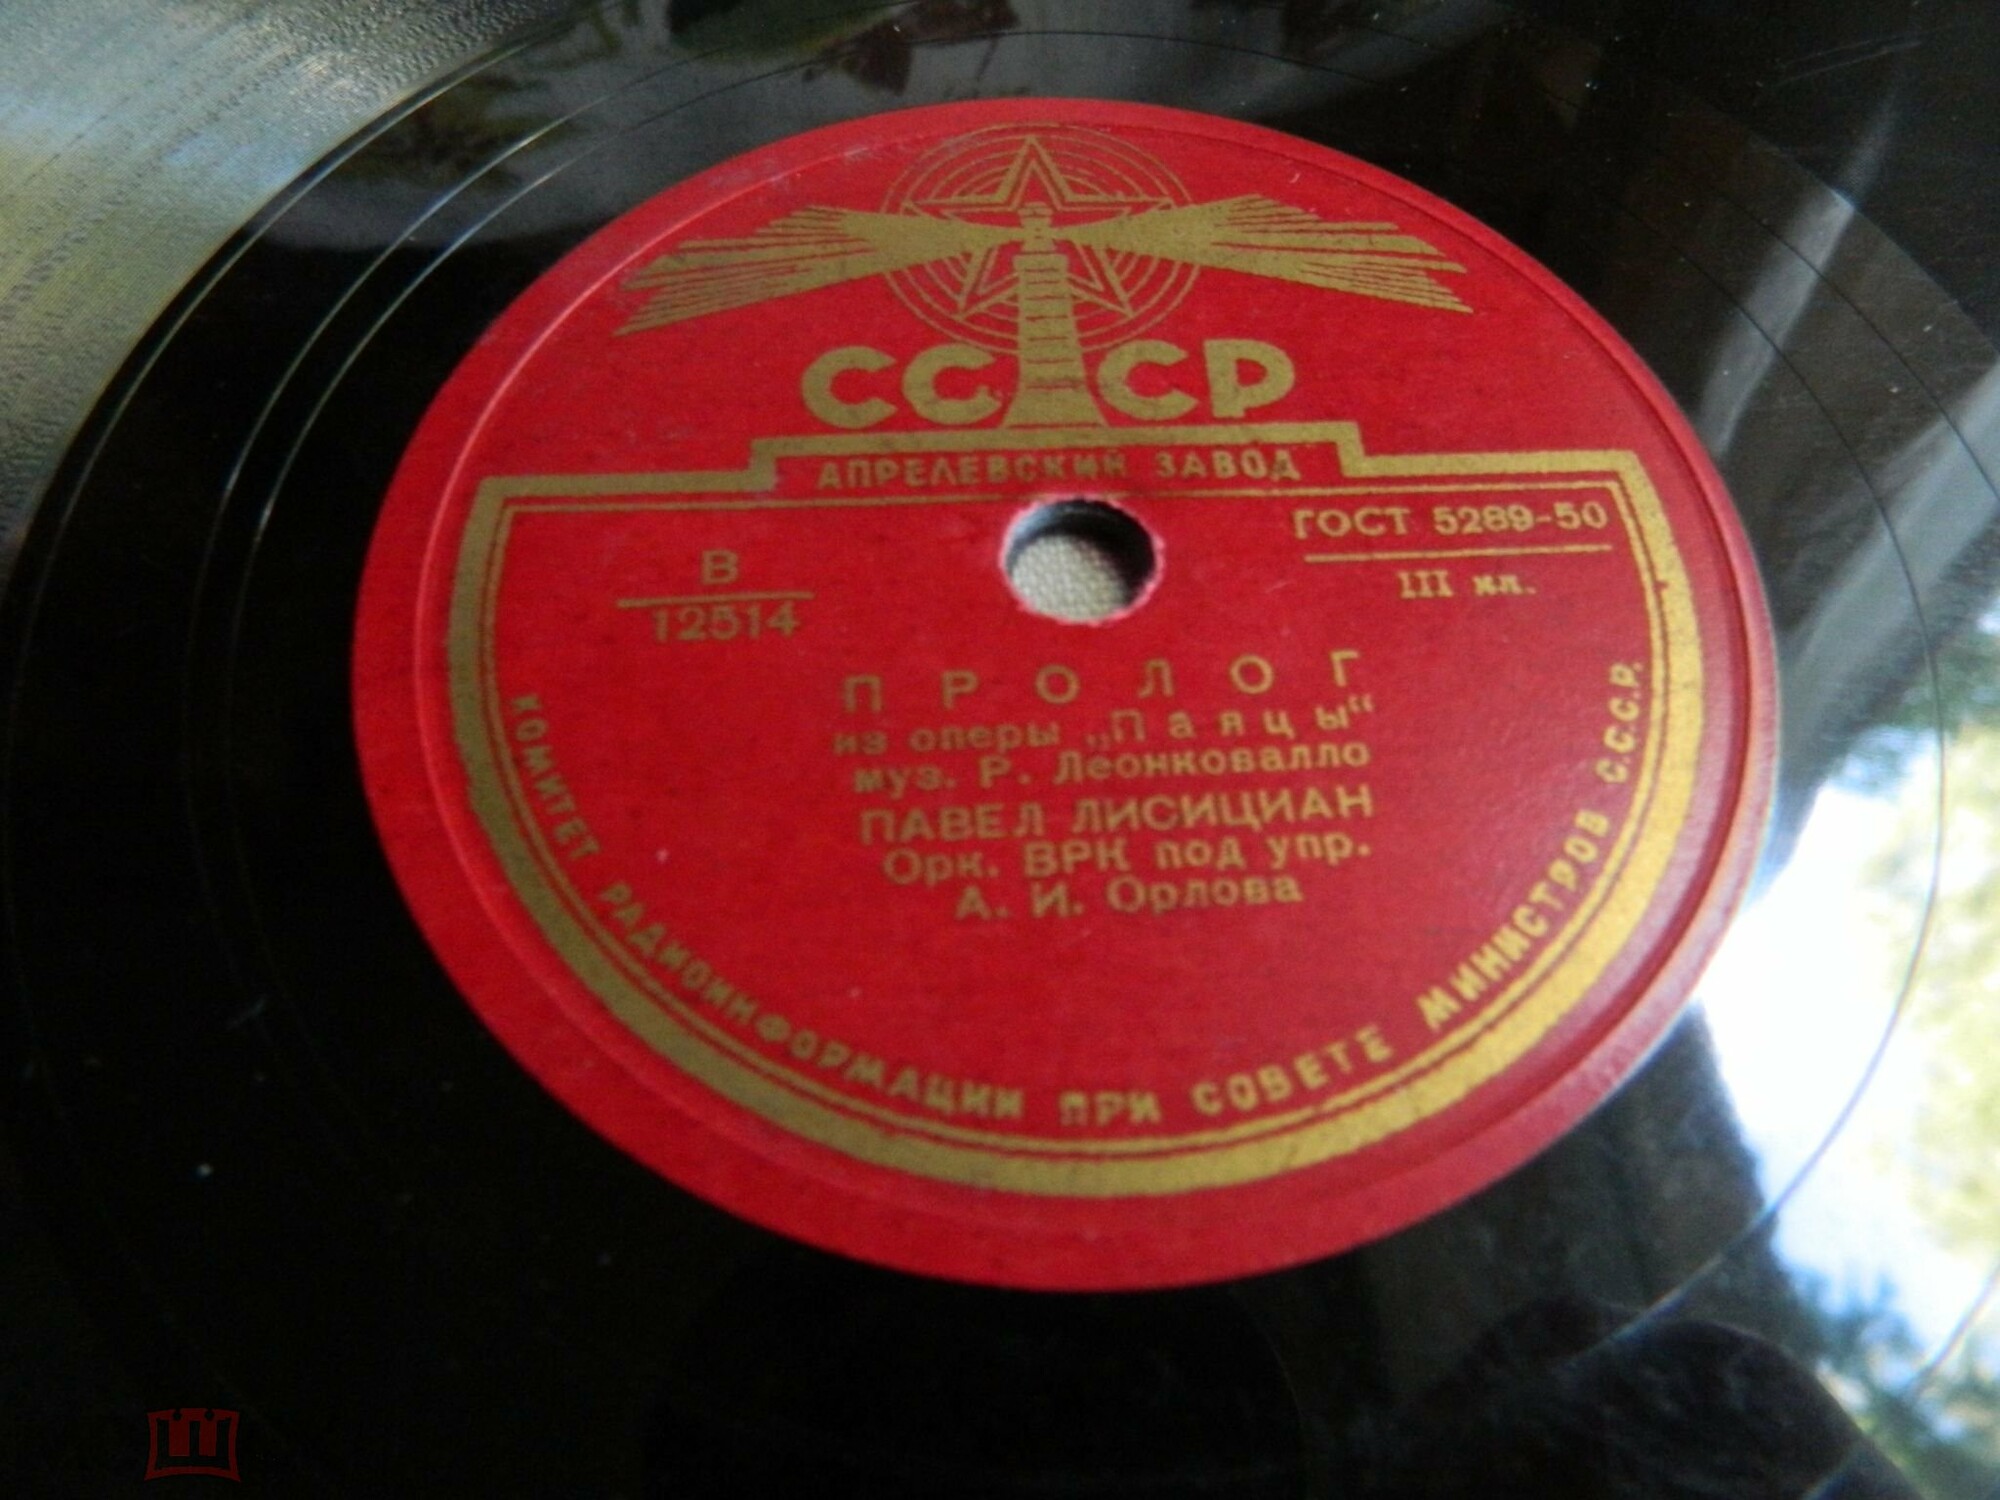 СССР
АПРЕЛЕВСКИЙ ЗАВОД
ГОСТ 5289-50
III кл.
В
12514
ПРОЛОГ
из оперы „Паяцы“
муз. Р. Леонковалло
ПАВЕЛ ЛИСИЦИАН
Орк. ВРК под упр.
А. И. Орлова
КОМИТЕТ РАДИОИНФОРМАЦИИ ПРИ СОВЕТЕ МИНИСТРОВ С.С.С.Р.